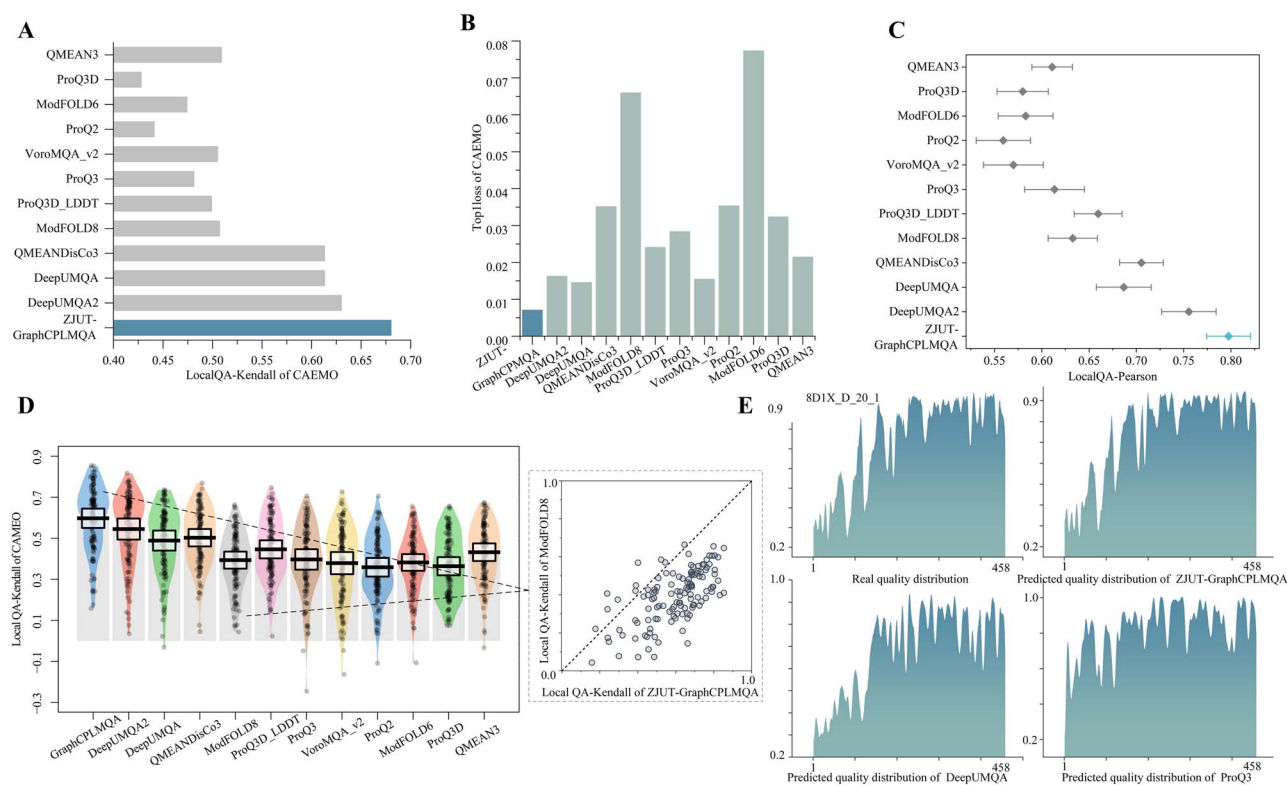 A
QMEAN3
ProQ3D
ModFOLD6
ProQ2
VoroMQA_v2
ProQ3
ProQ3D_LDDT
ModFOLD8
QMEANDisCo3
DeepUMQA
DeepUMQA2
ZJUT-
GraphCPLMQA
0.40
0.45
0.50
0.55
0.60
0.65
0.70
LocalQA-Kendall of CAEMO
B
0.08
0.07
0.06
0.05
0.04
0.03
0.02
0.01
0.00
Top1loss of CAEMO
ZJUT-
GraphCPMQA
DeepUMQA2
DeepUMQA
QMEANDisCo3
ModFOLD8
ProQ3D_LDDT
ProQ3
VoroMQA_v2
ProQ2
ModFOLD6
ProQ3D
QMEAN3
C
QMEAN3
ProQ3D
ModFOLD6
ProQ2
VoroMQA_v2
ProQ3
ProQ3D_LDDT
ModFOLD8
QMEANDisCo3
DeepUMQA
DeepUMQA2
ZJUT-
GraphCPLMQA
0.55
0.60
0.65
0.70
0.75
0.80
LocalQA-Pearson
D
0.9
0.7
0.5
0.3
0.1
−0.1
−0.3
Local QA-Kendall of CAMEO
GraphCPLMQA
DeepUMQA2
DeepUMQA
QMEANDisCo3
ModFOLD8
ProQ3D_LDDT
ProQ3
VoroMQA_v2
ProQ2
ModFOLD6
ProQ3D
QMEAN3
1.0
Local QA-Kendall of ModFOLD8
0.0
1.0
Local QA-Kendall of ZJUT-GraphCPLMQA
E
8D1X_D_20_1
0.9
0.2
1
458
Real quality distribution
0.9
0.2
1
458
Predicted quality distribution of ZJUT-GraphCPLMQA
1.0
0.2
1
458
Predicted quality distribution of DeepUMQA
1.0
0.2
1
458
Predicted quality distribution of ProQ3